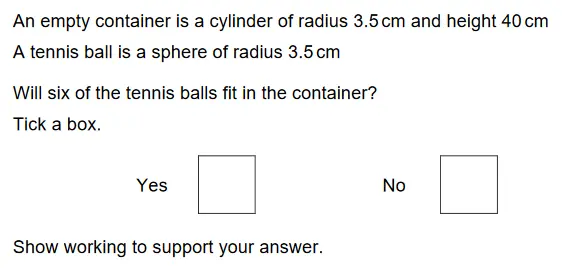 An empty container is a cylinder of radius 3.5 cm and height 40 cm
A tennis ball is a sphere of radius 3.5 cm
Will six of the tennis balls fit in the container?
Tick a box.
Yes No
Show working to support your answer.